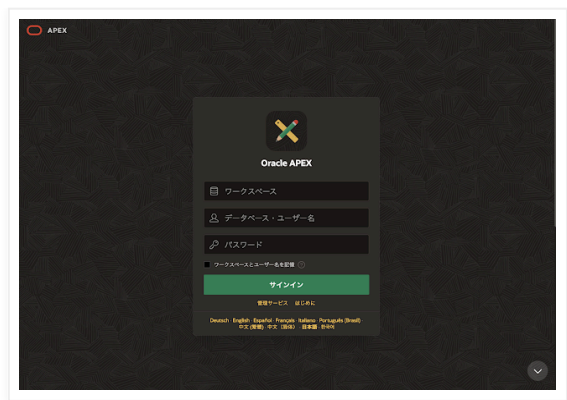 APEX
Oracle APEX
ワークスペース
データベース・ユーザー名
パスワード
ワークスペースとユーザー名を記憶
サインイン
管理サービス はじめに
Deutsch · English · Español · Français · Italiano · Português (Brasil)
中文 (繁體) · 中文 (简体) · 日本語 · 한국어